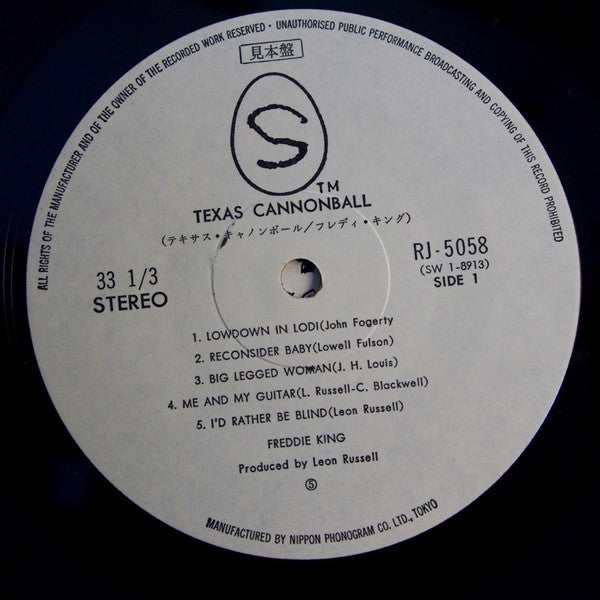 ALL RIGHTS OF THE MANUFACTURER AND OF THE OWNER OF THE RECORDED WORK RESERVED · UNAUTHORISED PUBLIC PERFORMANCE BROADCASTING AND COPYING OF THIS RECORD PROHIBITED
見本盤
S
TM
TEXAS CANNONBALL
(テキサス・キャノンボール/フレディ・キング)
33 1/3
STEREO
RJ-5058
(SW 1-8913)
SIDE 1
1. LOWDOWN IN LODI(John Fogerty
2. RECONSIDER BABY(Lowell Fulson)
3. BIG LEGGED WOMAN(J. H. Louis)
4. ME AND MY GUITAR(L. Russell-C. Blackwell)
5. I'D RATHER BE BLIND(Leon Russell)
FREDDIE KING
Produced by Leon Russell
⑤
MANUFACTURED BY NIPPON PHONOGRAM CO. LTD., TOKYO